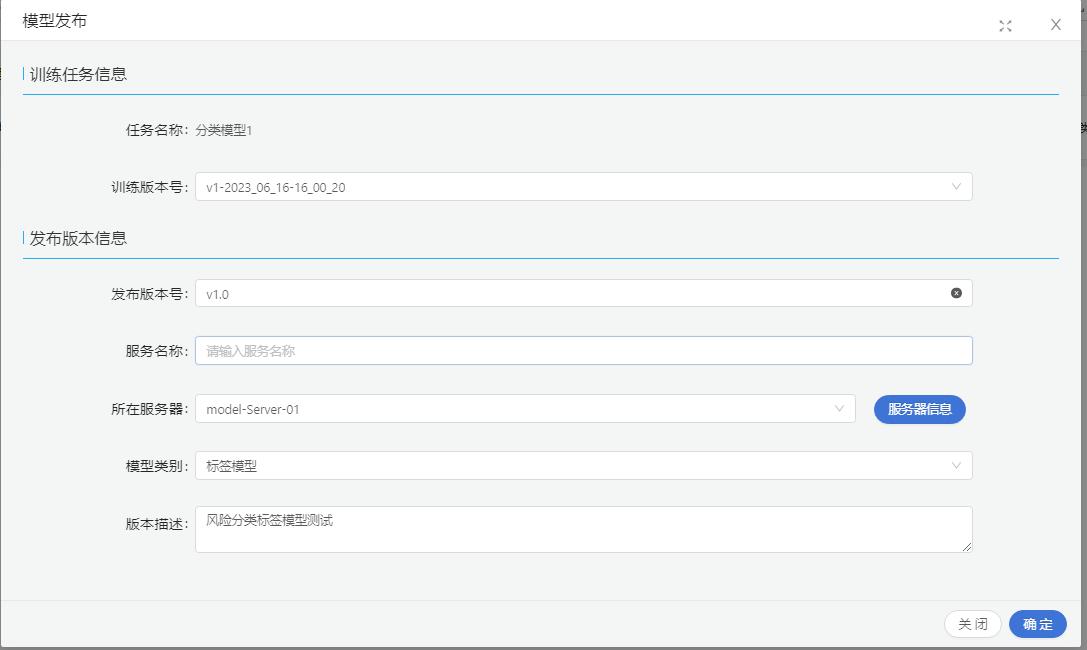 模型发布
训练任务信息
任务名称: 分类模型1
训练版本号: v1-2023_06_16-16_00_20
发布版本信息
发布版本号: v1.0
服务名称: 请输入服务名称
所在服务器: model-Server-01 服务器信息
模型类别: 标签模型
版本描述: 风险分类标签模型测试
关 闭 确 定